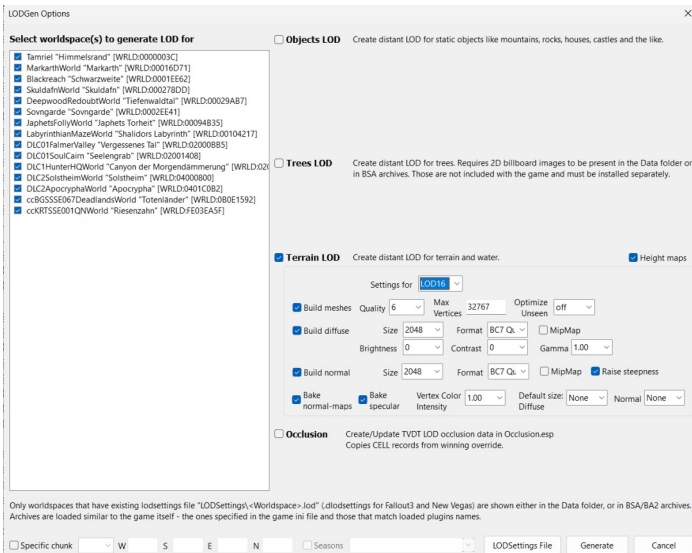 LODGen Options
Select worldspace(s) to generate LOD for
Tamriel "Himmelsrand" [WRLD:0000003C]
MarkarthWorld "Markarth" [WRLD:00016D71]
Blackreach "Schwarzweite" [WRLD:0001EE62]
SkuldafnWorld "Skuldafn" [WRLD:000278DD]
DeepwoodRedoubtWorld "Tiefenwaldtal" [WRLD:00029AB7]
Sovngarde "Sovngarde" [WRLD:0002EE41]
JaphetsFollyWorld "Japhets Torheit" [WRLD:00094B35]
LabyrinthianMazeWorld "Shalidors Labyrinth" [WRLD:00104217]
DLC01FalmerValley "Vergessenes Tal" [WRLD:02000BB5]
DLC01SoulCairn "Seelengrab" [WRLD:02001408]
DLC1HunterHQWorld "Canyon der Morgendämmerung" [WRLD:02
DLC2SolstheimWorld "Solstheim" [WRLD:04000800]
DLC2ApocryphaWorld "Apocrypha" [WRLD:0401C0B2]
ccBGSSSE067DeadlandsWorld "Totenländer" [WRLD:0B0E1592]
ccKRTSSE001QNWorld "Riesenzahn" [WRLD:FE03EA5F]
Objects LOD Create distant LOD for static objects like mountains, rocks, houses, castles and the like.
Trees LOD Create distant LOD for trees. Requires 2D billboard images to be present in the Data folder or
in BSA archives. Those are not included with the game and must be installed separately.
Terrain LOD Create distant LOD for terrain and water. Height maps
Settings for LOD16
Build meshes Quality 6 Max Vertices 32767 Optimize Unseen off
Build diffuse Size 2048 Format BC7 Qu MipMap
Brightness 0 Contrast 0 Gamma 1.00
Build normal Size 2048 Format BC7 Qu MipMap Raise steepness
Bake normal-maps Bake specular Vertex Color Intensity 1.00 Default size: Diffuse None Normal None
Occlusion Create/Update TVDT LOD occlusion data in Occlusion.esp
Copies CELL records from winning override.
Only worldspaces that have existing lodsettings file "LODSettings\<Worldspace>.lod" (.dlodsettings for Fallout3 and New Vegas) are shown either in the Data folder, or in BSA/BA2 archives.
Archives are loaded similar to the game itself - the ones specified in the game ini file and those that match loaded plugins names.
Specific chunk W S E N Seasons LODSettings File Generate Cancel